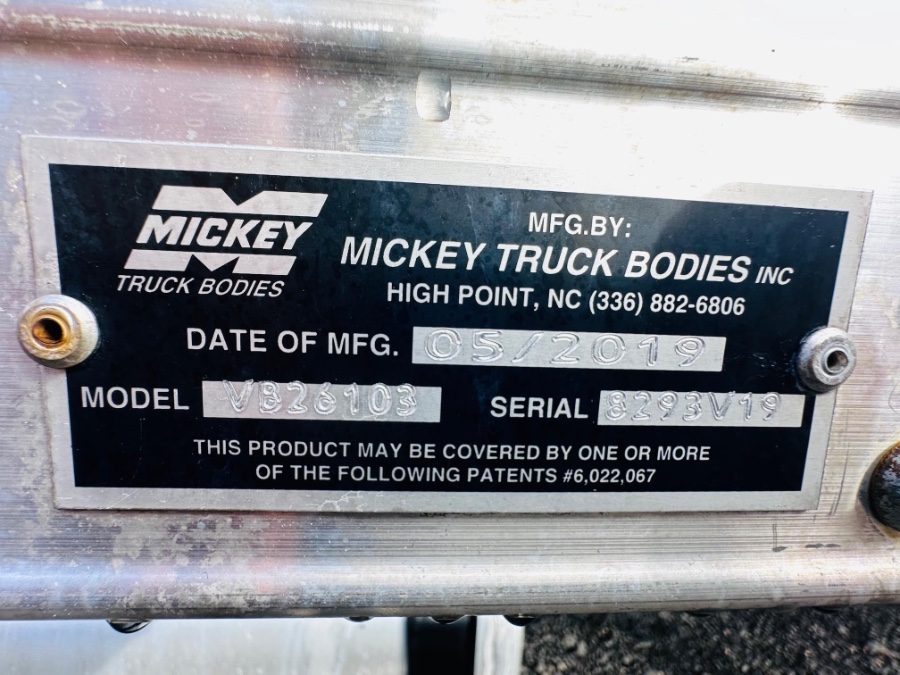 MICKEY
TRUCK BODIES
MFG.BY:
MICKEY TRUCK BODIES INC
HIGH POINT, NC (336) 882-6806
DATE OF MFG. 05/2019
MODEL VB26103 SERIAL 8293V19
THIS PRODUCT MAY BE COVERED BY ONE OR MORE
OF THE FOLLOWING PATENTS #6,022,067